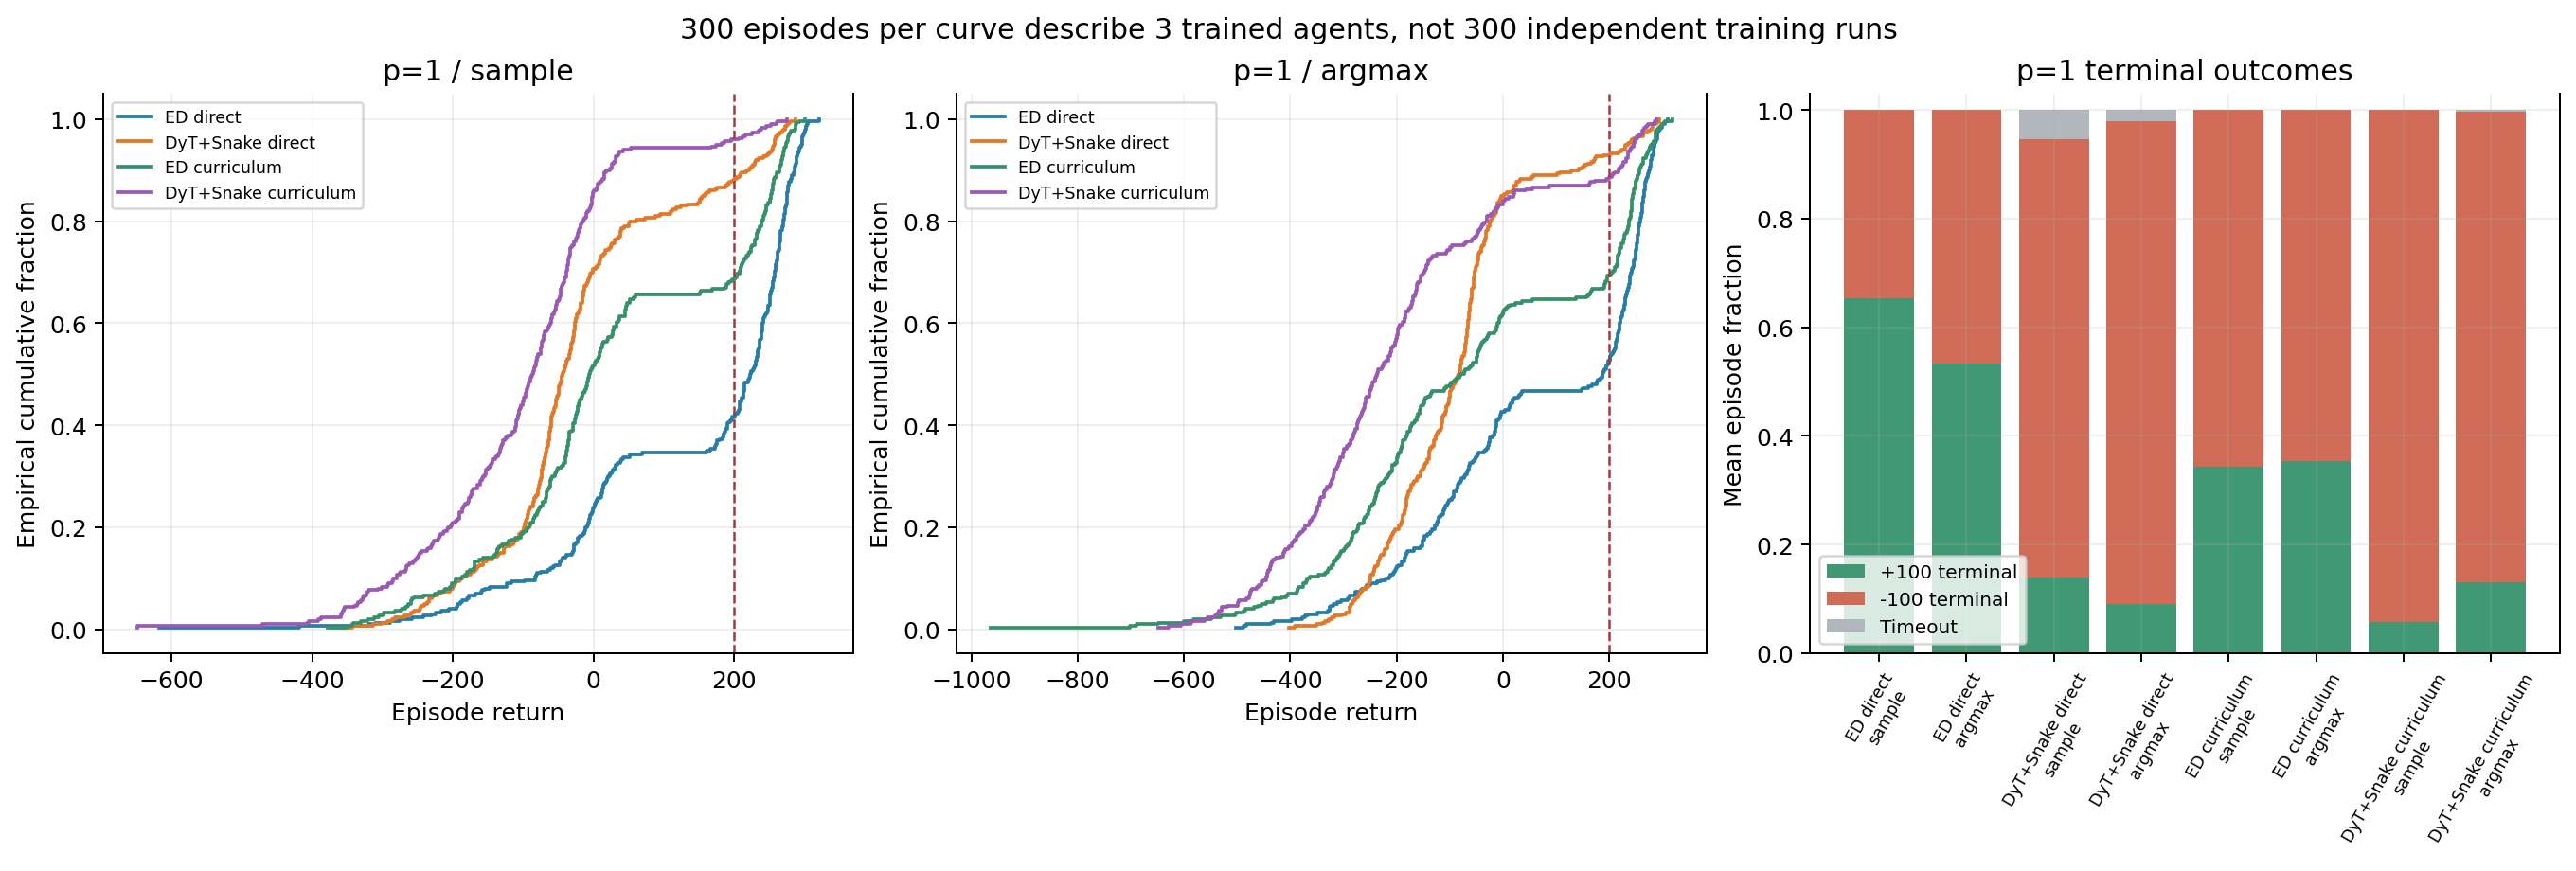 300 episodes per curve describe 3 trained agents, not 300 independent training runs
p=1 / sample
ED direct
DyT+Snake direct
ED curriculum
DyT+Snake curriculum
Empirical cumulative fraction
1.0
0.8
0.6
0.4
0.2
0.0
−600
−400
−200
0
200
Episode return
p=1 / argmax
ED direct
DyT+Snake direct
ED curriculum
DyT+Snake curriculum
Empirical cumulative fraction
1.0
0.8
0.6
0.4
0.2
0.0
−1000
−800
−600
−400
−200
0
200
Episode return
p=1 terminal outcomes
Mean episode fraction
1.0
0.8
0.6
0.4
0.2
0.0
+100 terminal
-100 terminal
Timeout
ED direct
sample
ED direct
argmax
DyT+Snake direct
sample
DyT+Snake direct
argmax
ED curriculum
sample
ED curriculum
argmax
DyT+Snake curriculum
sample
DyT+Snake curriculum
argmax